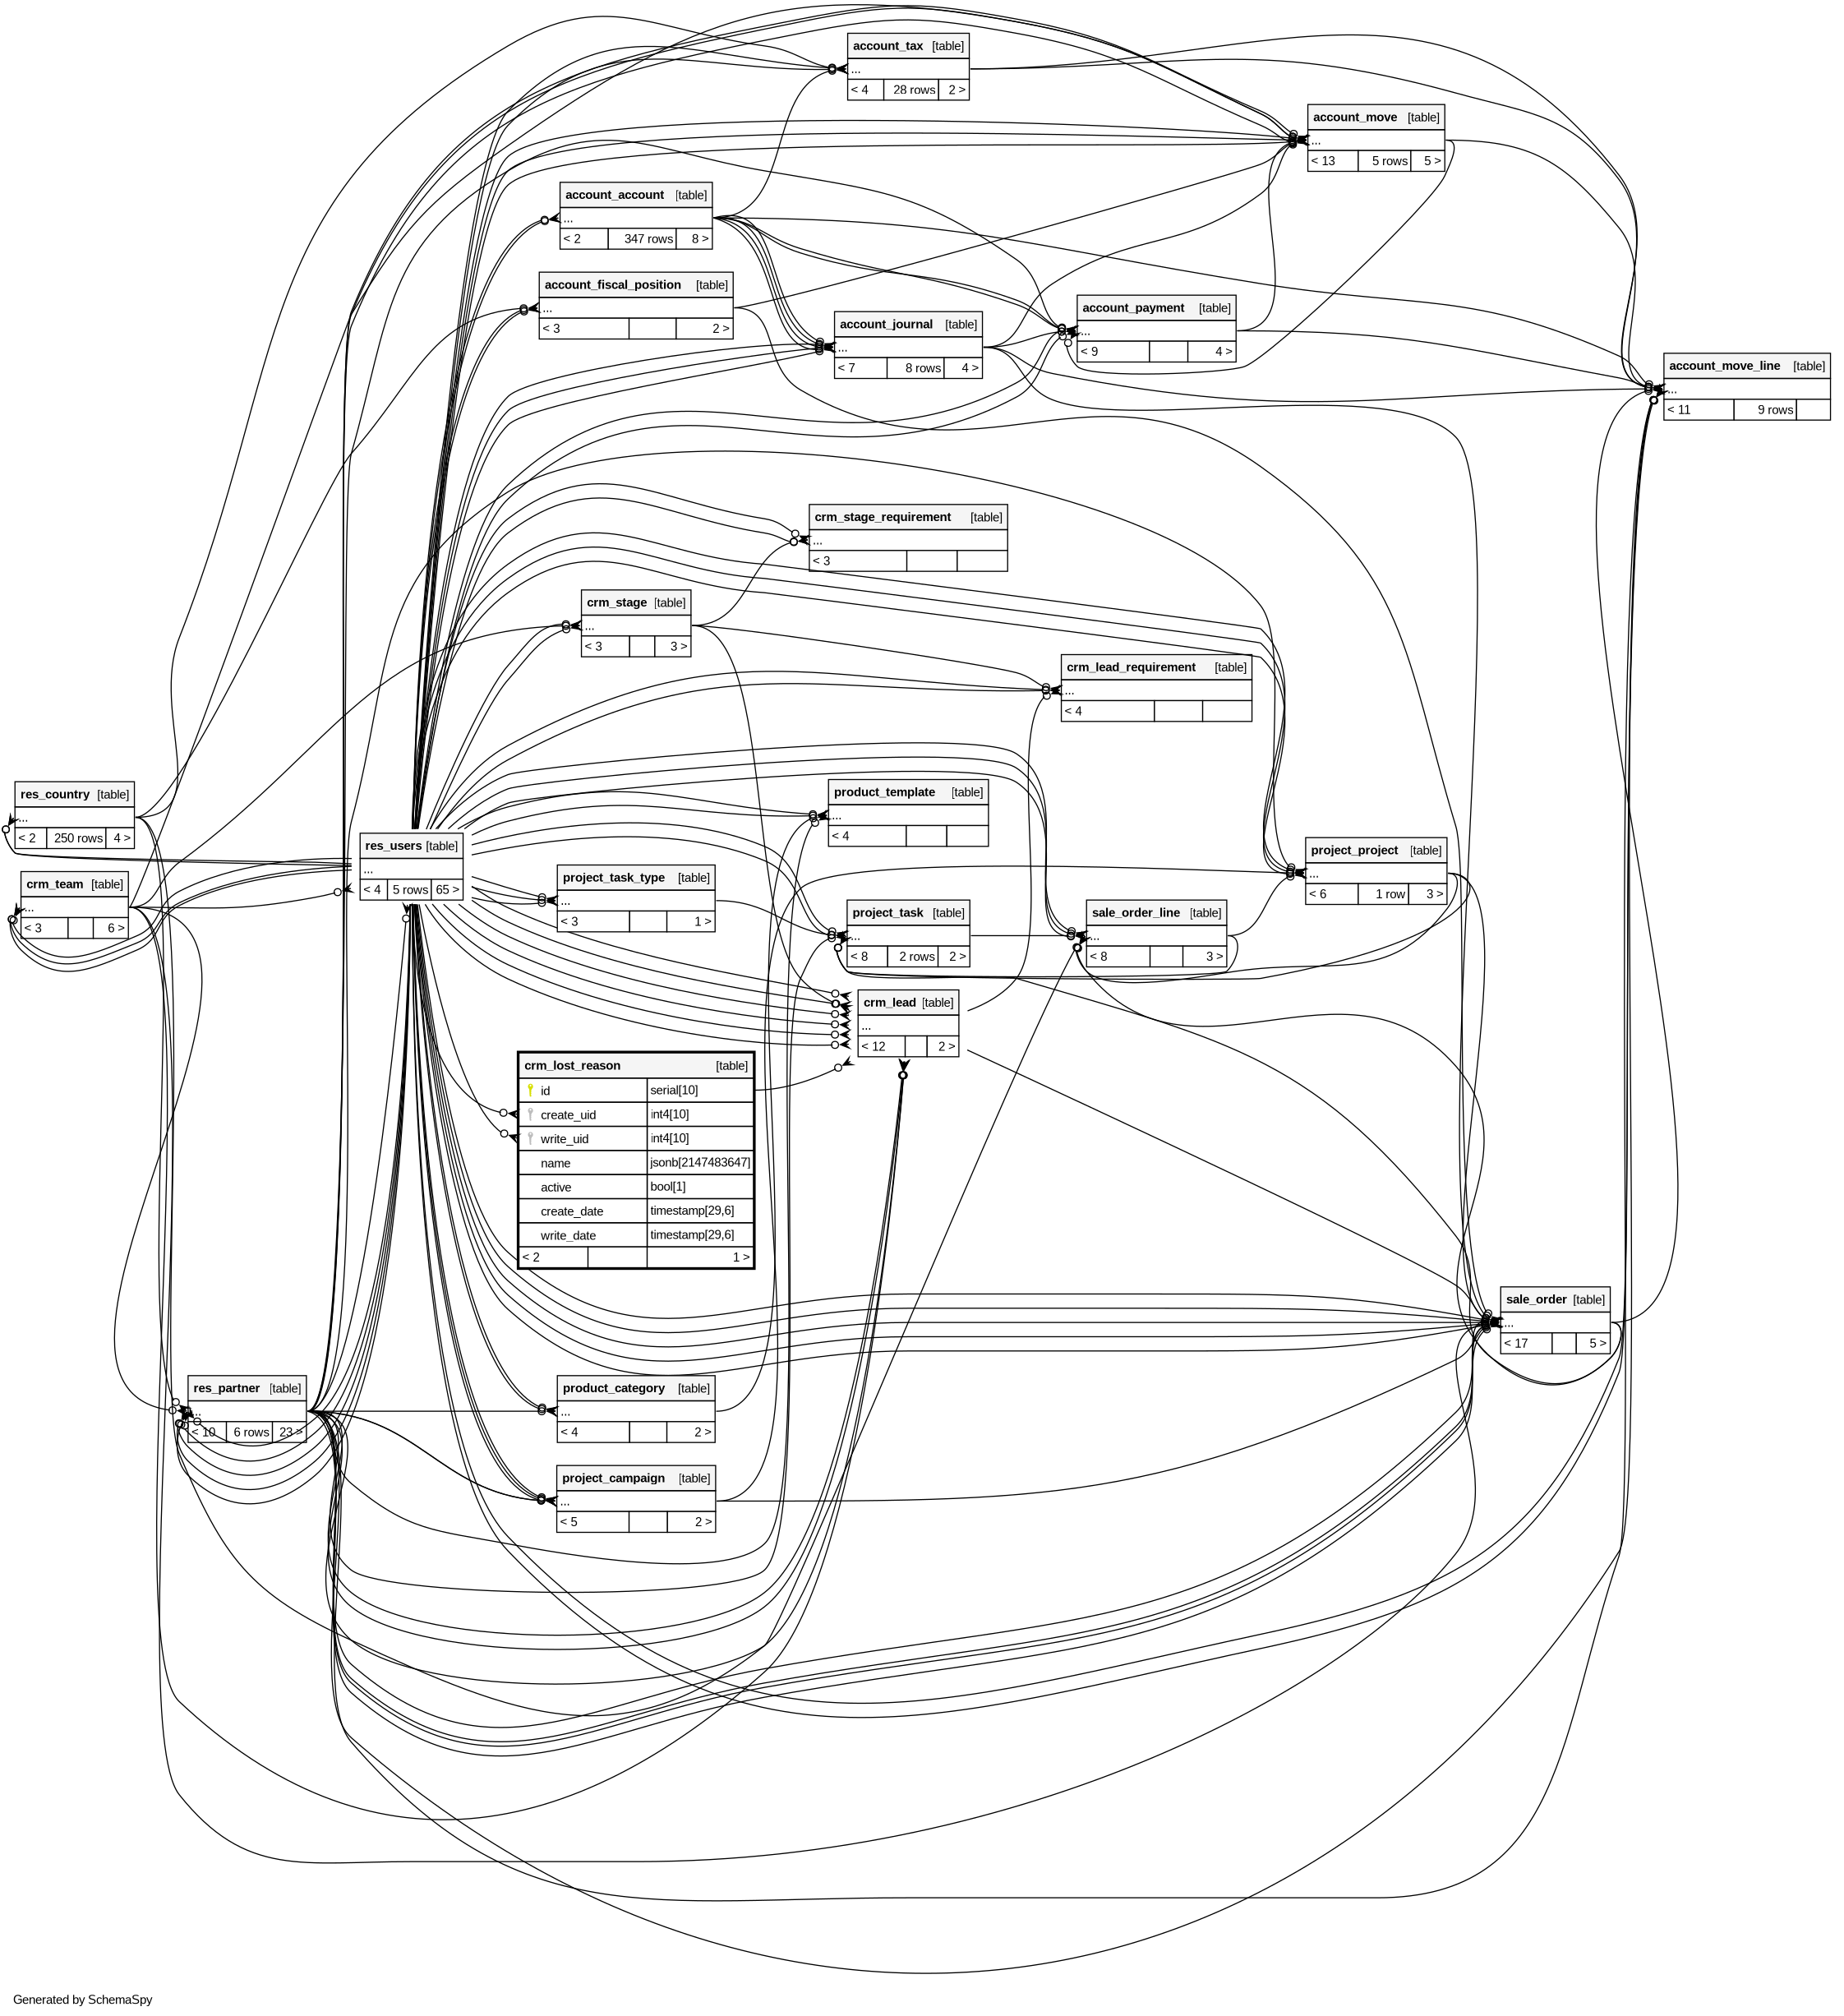 account_tax [table]
...
< 4 28 rows 2 >
account_move [table]
...
< 13 5 rows 5 >
account_account [table]
...
< 2 347 rows 8 >
account_fiscal_position [table]
...
< 3 2 >
account_payment [table]
...
< 9 4 >
account_journal [table]
...
< 7 8 rows 4 >
account_move_line [table]
...
< 11 9 rows
crm_stage_requirement [table]
...
< 3
crm_stage [table]
...
< 3 3 >
crm_lead_requirement [table]
...
< 4
res_country [table]
...
< 2 250 rows 4 >
product_template [table]
...
< 4
res_users [table]
...
< 4 5 rows 65 >
project_project [table]
...
< 6 1 row 3 >
crm_team [table]
...
< 3 6 >
project_task_type [table]
...
< 3 1 >
project_task [table]
...
< 8 2 rows 2 >
sale_order_line [table]
...
< 8 3 >
crm_lead [table]
...
< 12 2 >
crm_lost_reason [table]
id serial[10]
create_uid int4[10]
write_uid int4[10]
name jsonb[2147483647]
active bool[1]
create_date timestamp[29,6]
write_date timestamp[29,6]
< 2 1 >
sale_order [table]
...
< 17 5 >
res_partner [table]
...
< 10 6 rows 23 >
product_category [table]
...
< 4 2 >
project_campaign [table]
...
< 5 2 >
Generated by SchemaSpy